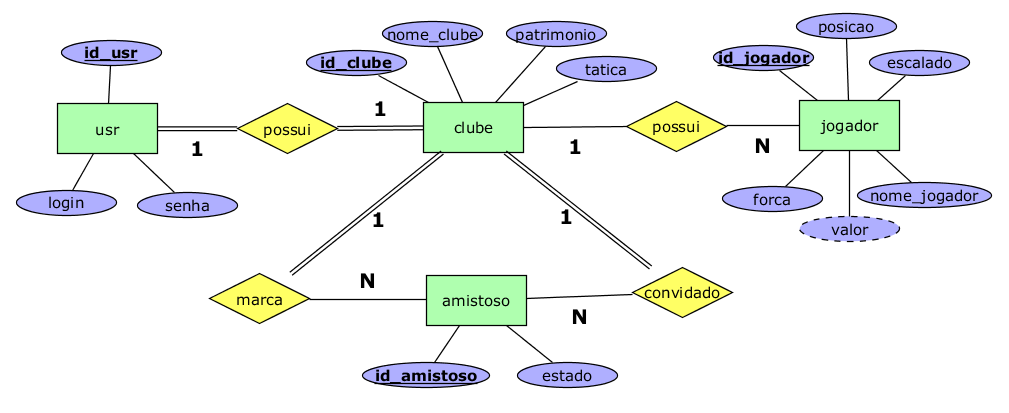 posicao
nome_clube
patrimonio
id_usr
id_clube
tatica
id_jogador
escalado
usr
possui
1
1
clube
possui
1
N
jogador
login
senha
forca
nome_jogador
valor
1
1
marca
N
amistoso
N
convidado
id_amistoso
estado